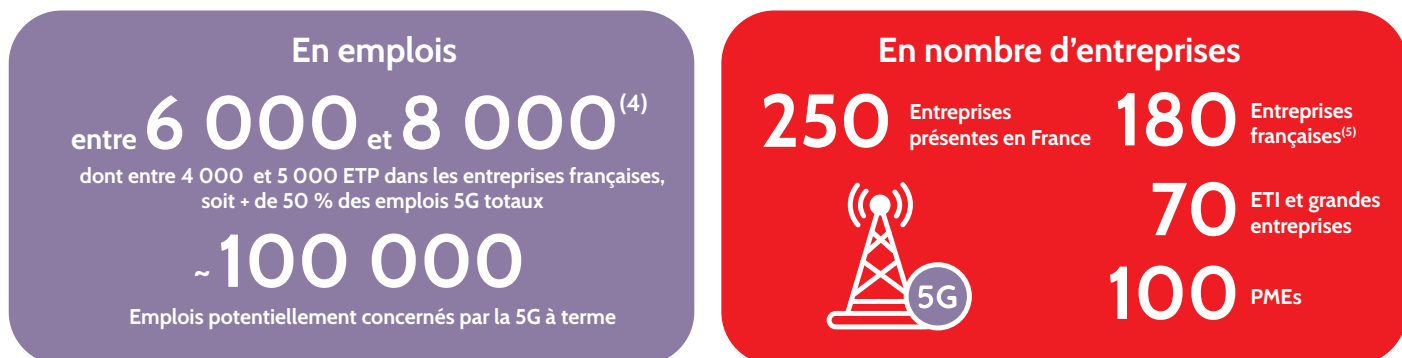 En emplois
entre 6 000 et 8 000(4)
dont entre 4 000 et 5 000 ETP dans les entreprises françaises,
soit + de 50 % des emplois 5G totaux
~ 100 000
Emplois potentiellement concernés par la 5G à terme
En nombre d’entreprises
250 Entreprises
présentes en France
180 Entreprises
françaises(5)
70 ETI et grandes
entreprises
100 PMEs
5G